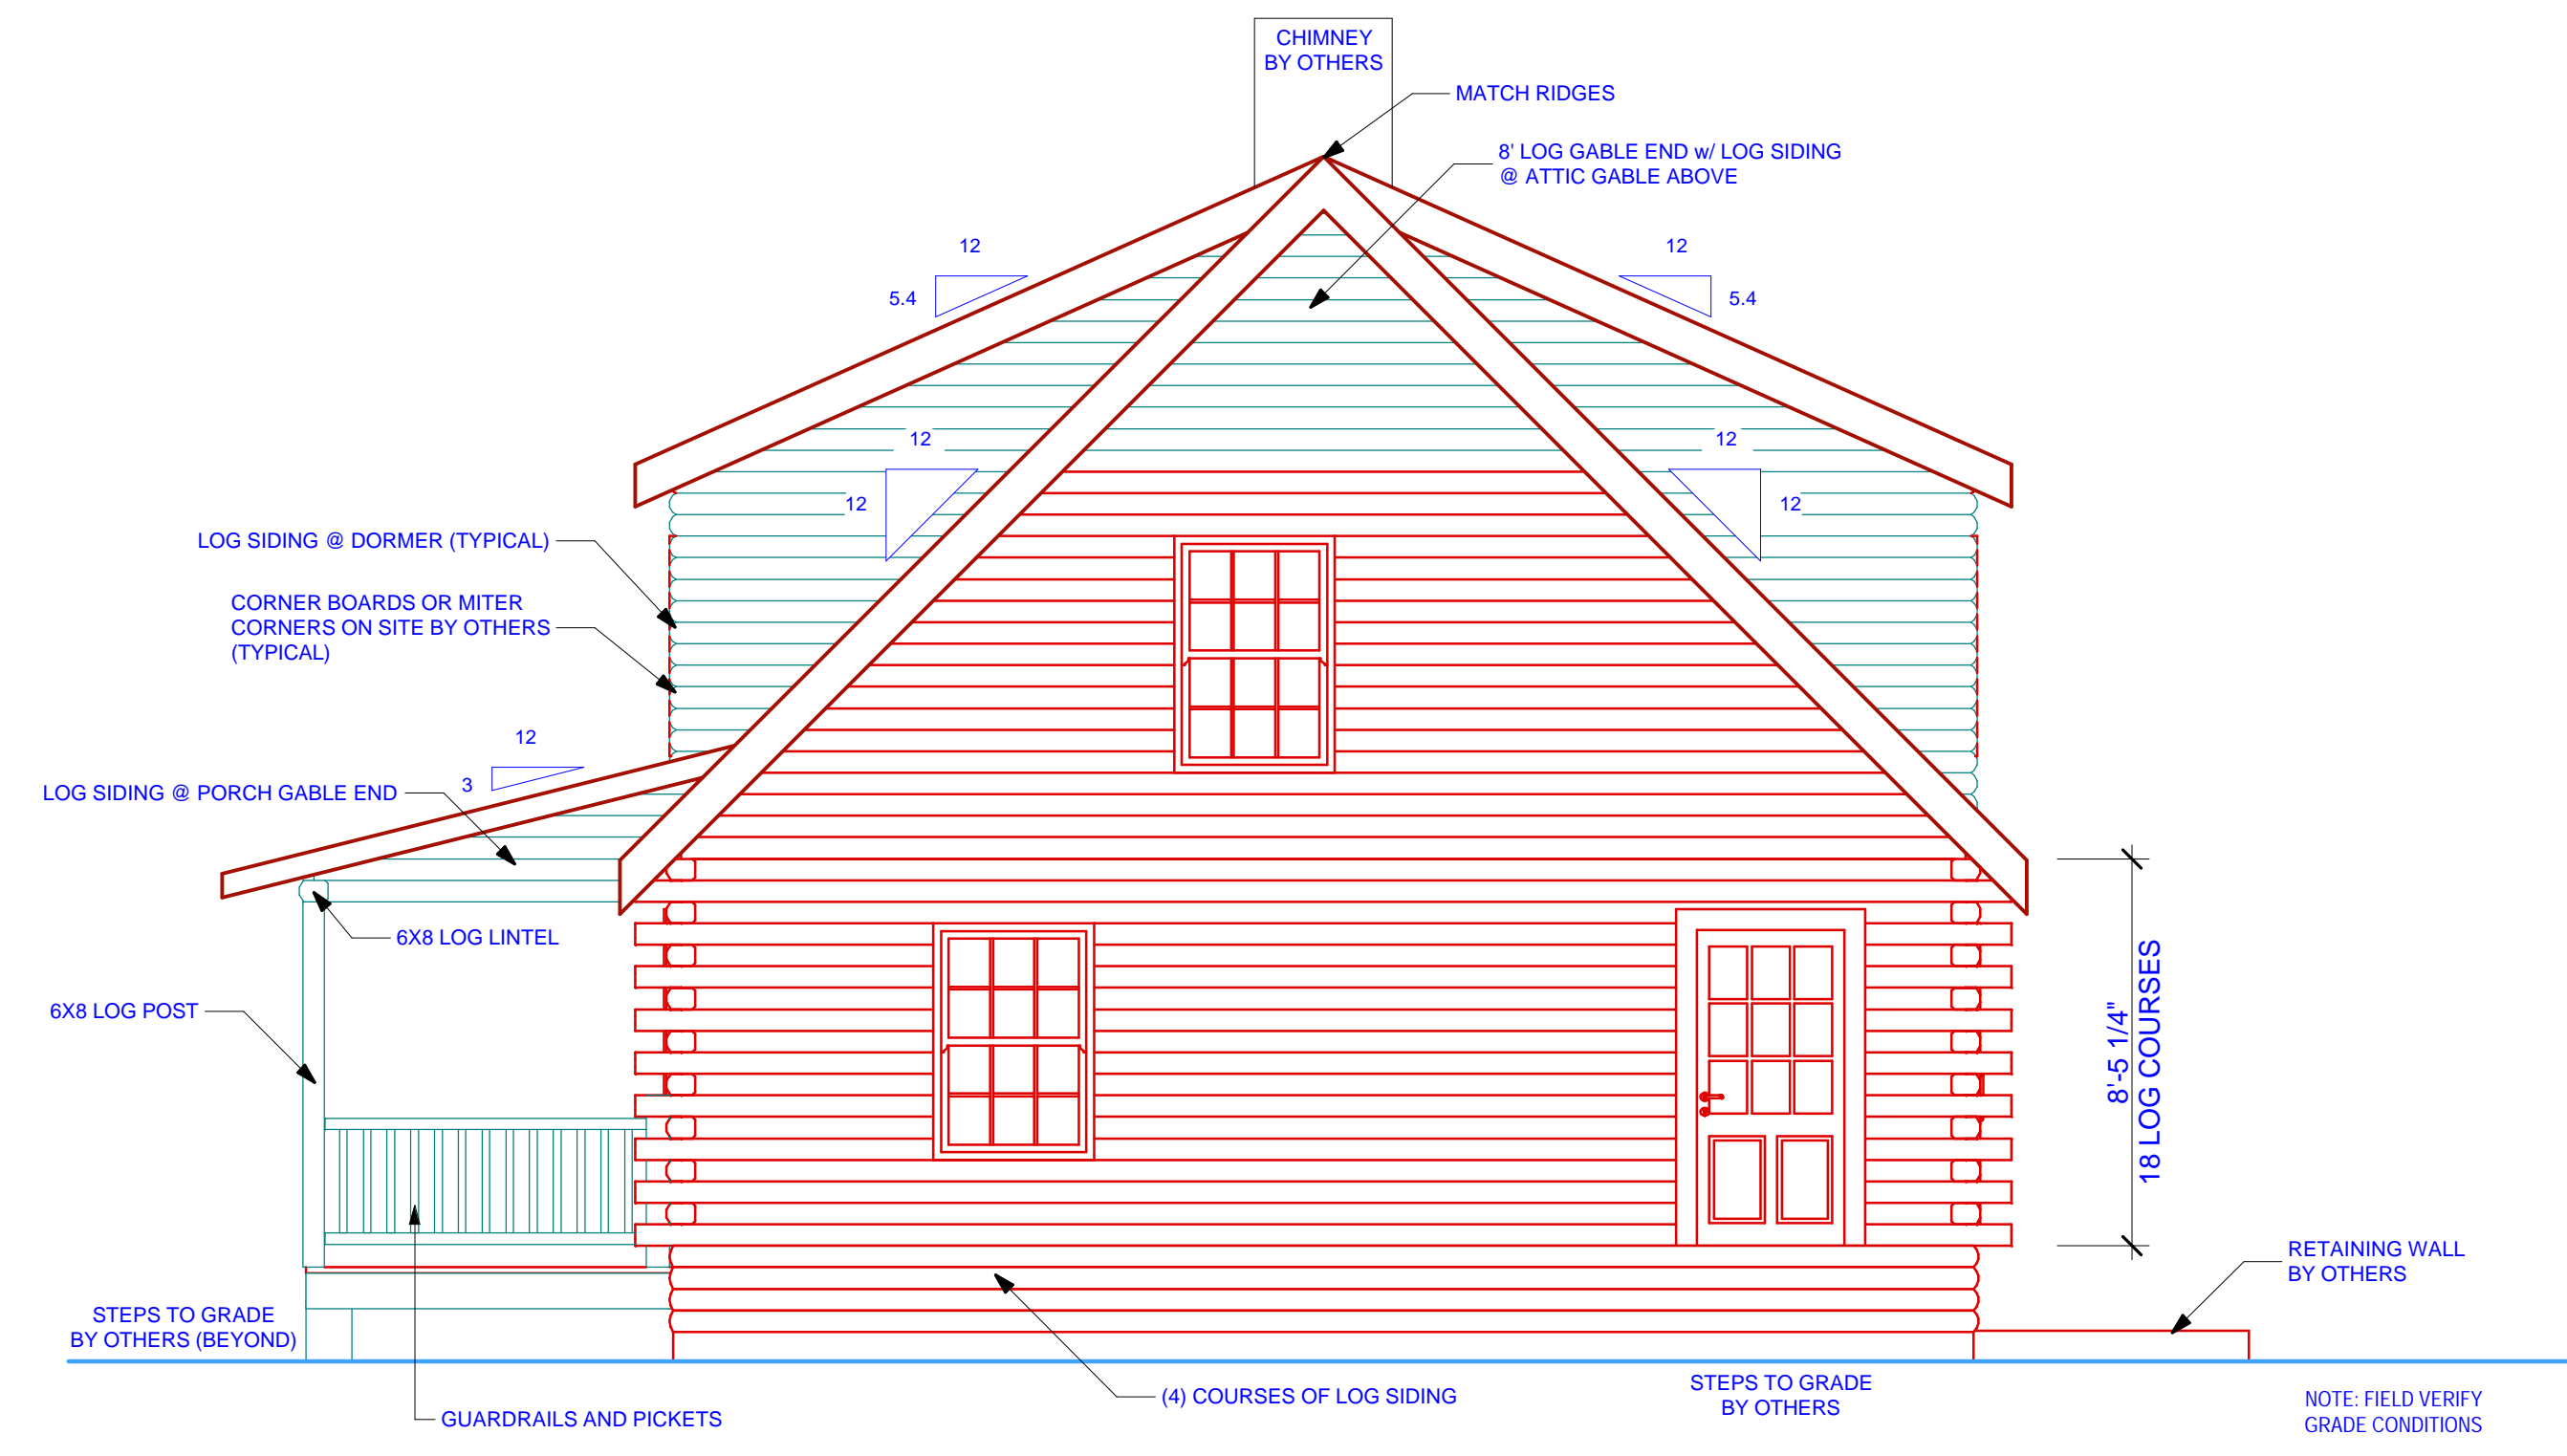 CHIMNEY
BY OTHERS
MATCH RIDGES
8' LOG GABLE END w/ LOG SIDING
@ ATTIC GABLE ABOVE
12
12
5.4
5.4
12
12
12
12
LOG SIDING @ DORMER (TYPICAL)
CORNER BOARDS OR MITER
CORNERS ON SITE BY OTHERS
(TYPICAL)
12
3
LOG SIDING @ PORCH GABLE END
6X8 LOG LINTEL
6X8 LOG POST
8'-5 1/4"
18 LOG COURSES
RETAINING WALL
BY OTHERS
STEPS TO GRADE
BY OTHERS (BEYOND)
(4) COURSES OF LOG SIDING
STEPS TO GRADE
BY OTHERS
GUARDRAILS AND PICKETS
NOTE: FIELD VERIFY
GRADE CONDITIONS